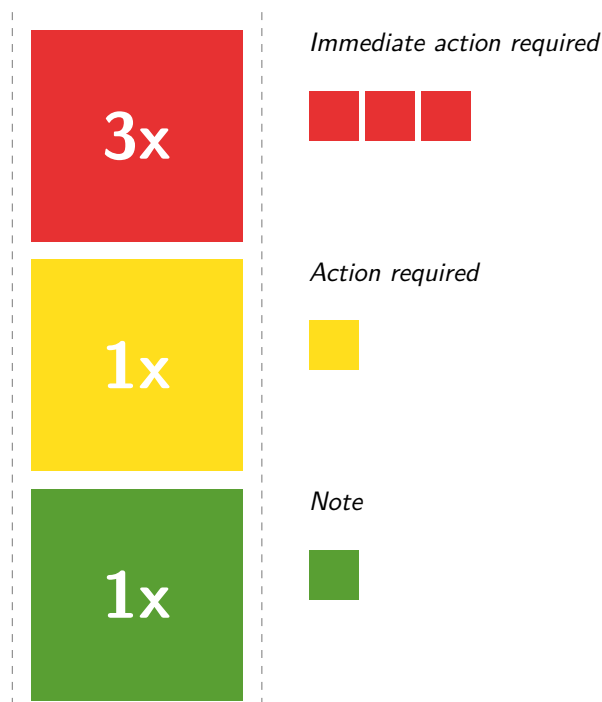 3x
Immediate action required
1x
Action required
1x
Note